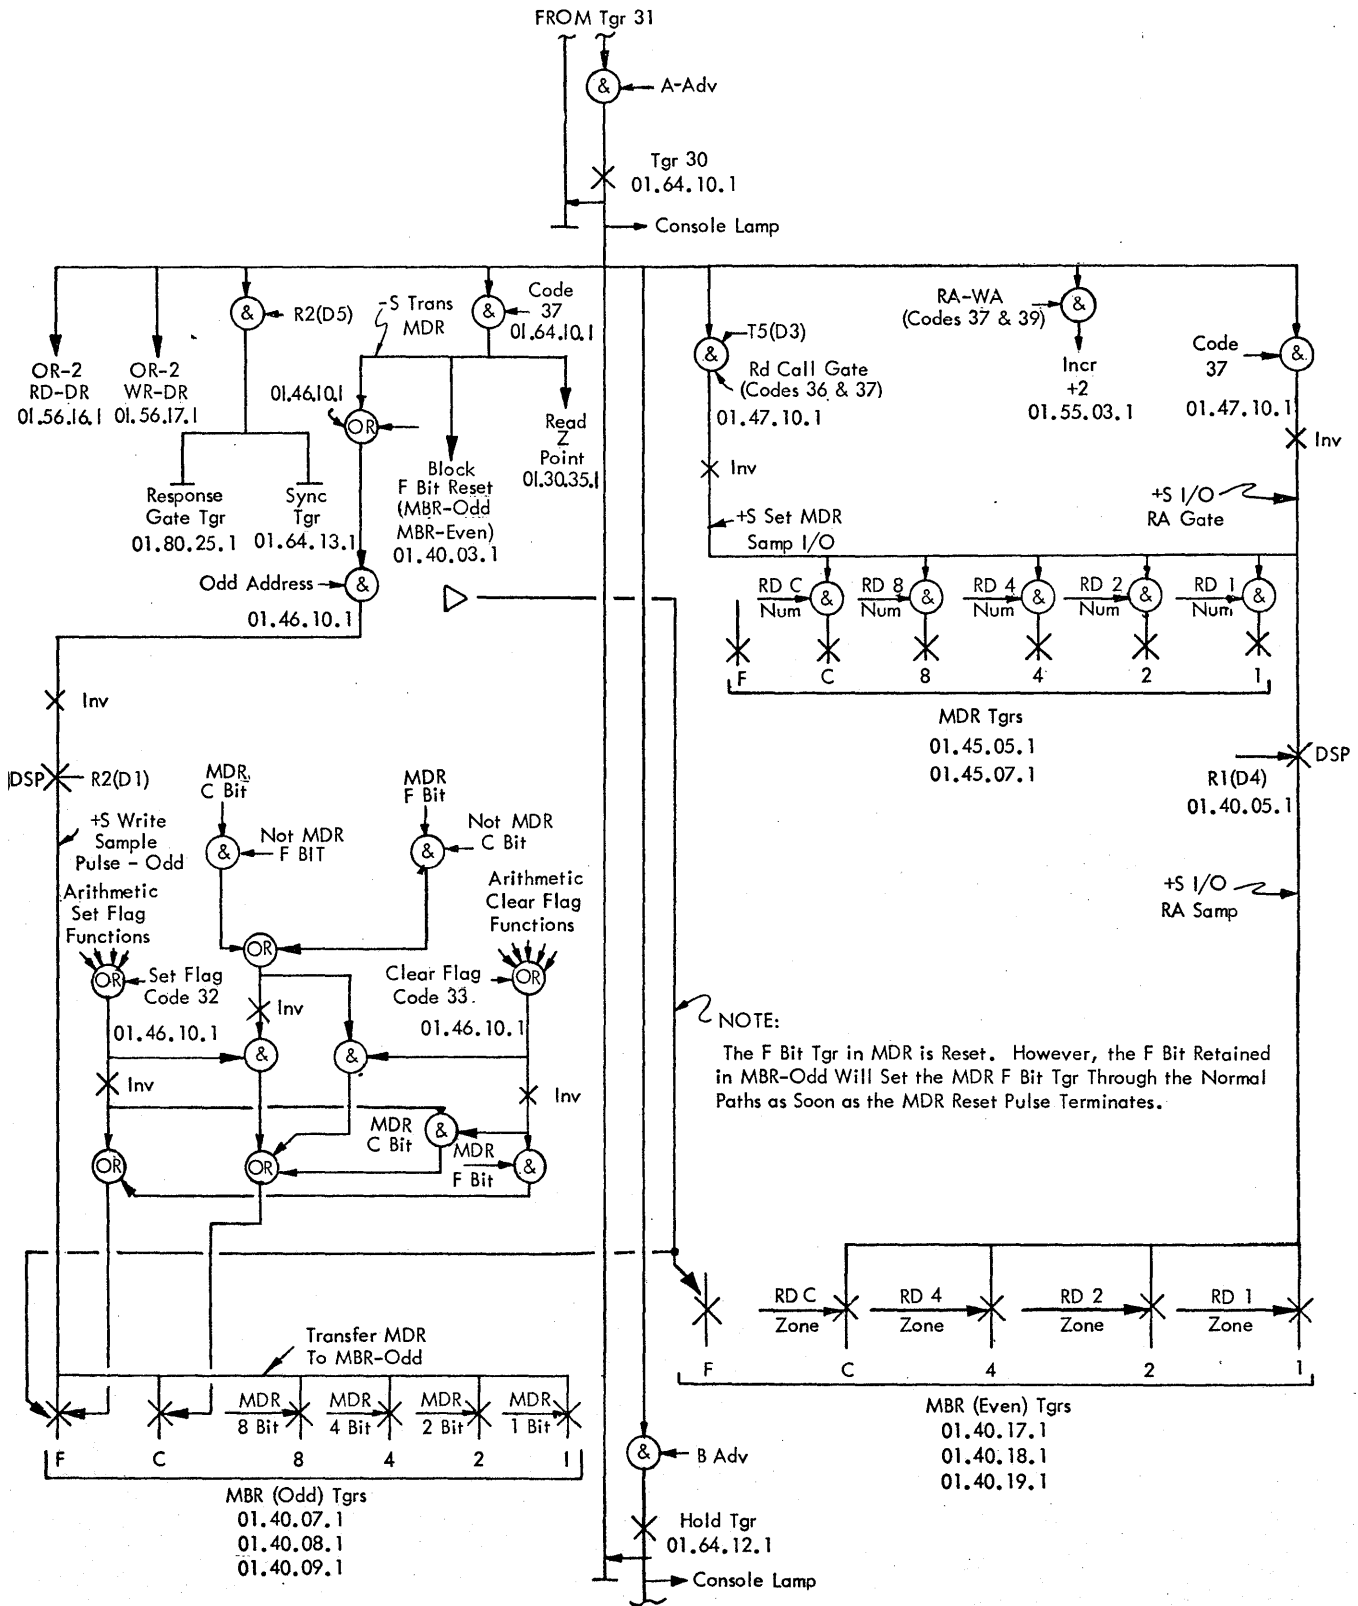 FROM Tgr 31
&
A-Adv
Tgr 30
01.64.10.1
Console Lamp
OR-2
RD-DR
01.56.16.1
OR-2
WR-DR
01.56.17.1
&
R2(D5)
Response
Gate Tgr
01.80.25.1
Sync
Tgr
01.64.13.1
-S Trans
MDR
&
Code
37
01.64.10.1
01.46.10.1
OR
Block
F Bit Reset
(MBR-Odd
MBR-Even)
01.40.03.1
Read
Z
Point
01.30.35.1
Odd Address
&
01.46.10.1
T5(D3)
&
Rd Call Gate
(Codes 36 & 37)
01.47.10.1
Inv
+S Set MDR
Samp I/O
RA-WA
(Codes 37 & 39)
&
Incr
+2
01.55.03.1
Code
37
&
01.47.10.1
Inv
+S I/O
RA Gate
RD C
Num
&
RD 8
Num
&
RD 4
Num
&
RD 2
Num
&
RD 1
Num
&
F C 8 4 2 1
MDR Tgrs
01.45.05.1
01.45.07.1
DSP
R1(D4)
01.40.05.1
+S I/O
RA Samp
Inv
DSP
R2(D1)
+S Write
Sample
Pulse - Odd
MDR
C Bit
&
Not MDR
F BIT
MDR
F Bit
&
Not MDR
C Bit
Arithmetic
Set Flag
Functions
OR
Set Flag
Code 32
01.46.10.1
OR
Inv
Arithmetic
Clear Flag
Functions
OR
Clear Flag
Code 33.
01.46.10.1
&
&
Inv
Inv
MDR
C Bit
&
MDR
F Bit
&
OR
OR
NOTE:
The F Bit Tgr in MDR is Reset. However, the F Bit Retained
in MBR-Odd Will Set the MDR F Bit Tgr Through the Normal
Paths as Soon as the MDR Reset Pulse Terminates.
RD C
Zone
RD 4
Zone
RD 2
Zone
RD 1
Zone
F C 4 2 1
MBR (Even) Tgrs
01.40.17.1
01.40.18.1
01.40.19.1
Transfer MDR
To MBR-Odd
MDR
8 Bit
MDR
4 Bit
MDR
2 Bit
MDR
1 Bit
F C 8 4 2 1
MBR (Odd) Tgrs
01.40.07.1
01.40.08.1
01.40.09.1
&
B Adv
Hold Tgr
01.64.12.1
Console Lamp